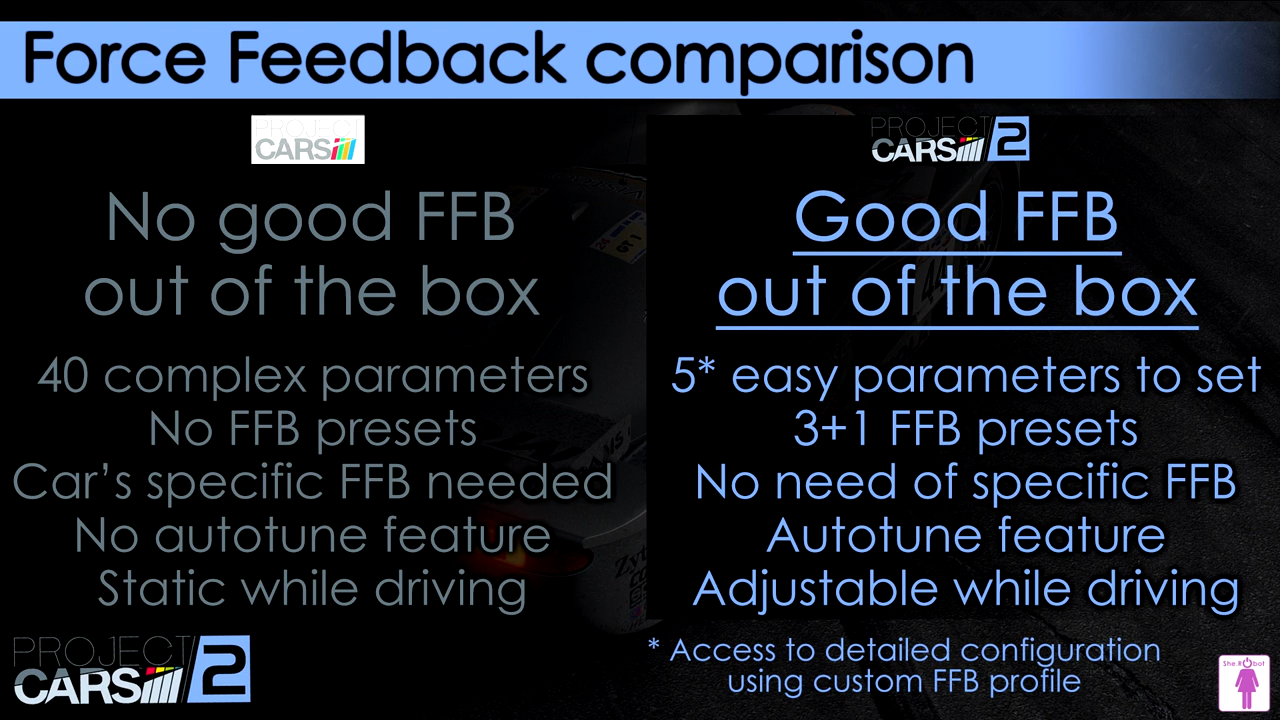 Force Feedback comparison
PROJECT
CARS
No good FFB
out of the box
40 complex parameters
No FFB presets
Car's specific FFB needed
No autotune feature
Static while driving
PROJECT
CARS 2
Good FFB
out of the box
5* easy parameters to set
3+1 FFB presets
No need of specific FFB
Autotune feature
Adjustable while driving
* Access to detailed configuration
using custom FFB profile
PROJECT
CARS 2
She.R bot